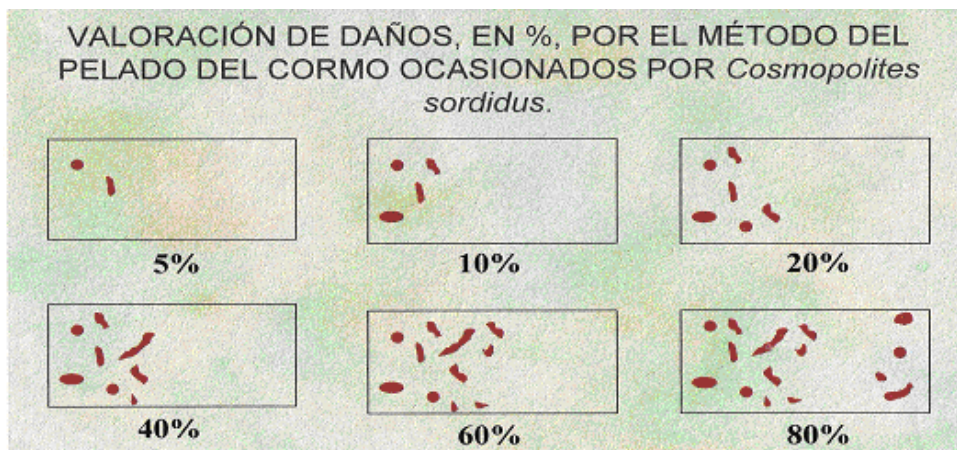 VALORACIÓN DE DAÑOS, EN %, POR EL MÉTODO DEL
PELADO DEL CORMO OCASIONADOS POR Cosmopolites
sordidus.
5%
10%
20%
40%
60%
80%